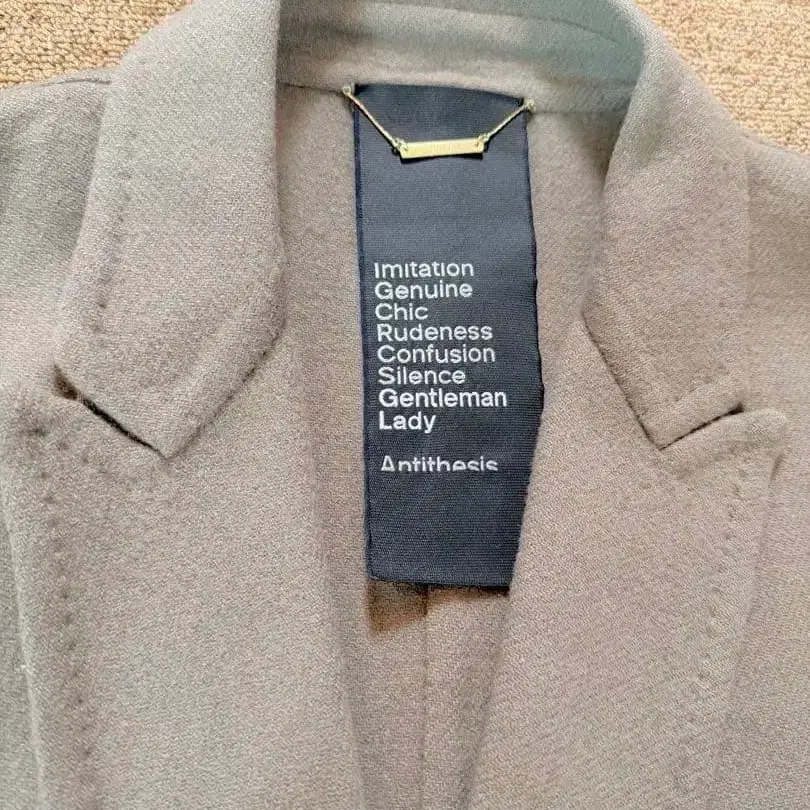 Imitation
Genuine
Chic
Rudeness
Confusion
Silence
Gentleman
Lady
Antithesis